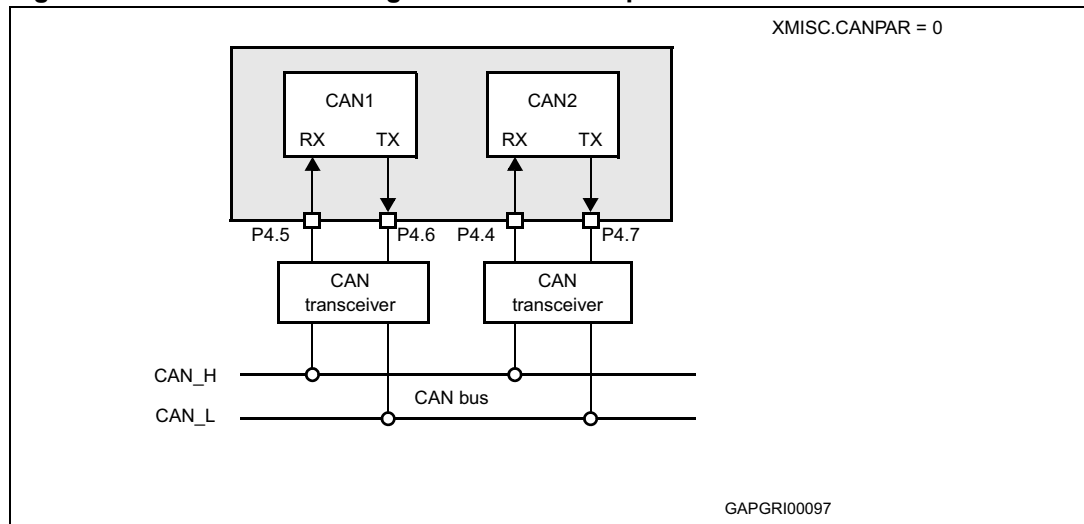 XMISC.CANPAR = 0
CAN1
CAN2
RX TX RX TX
P4.5 P4.6 P4.4 P4.7
CAN
transceiver
CAN
transceiver
CAN_H
CAN bus
CAN_L
GAPGRI00097